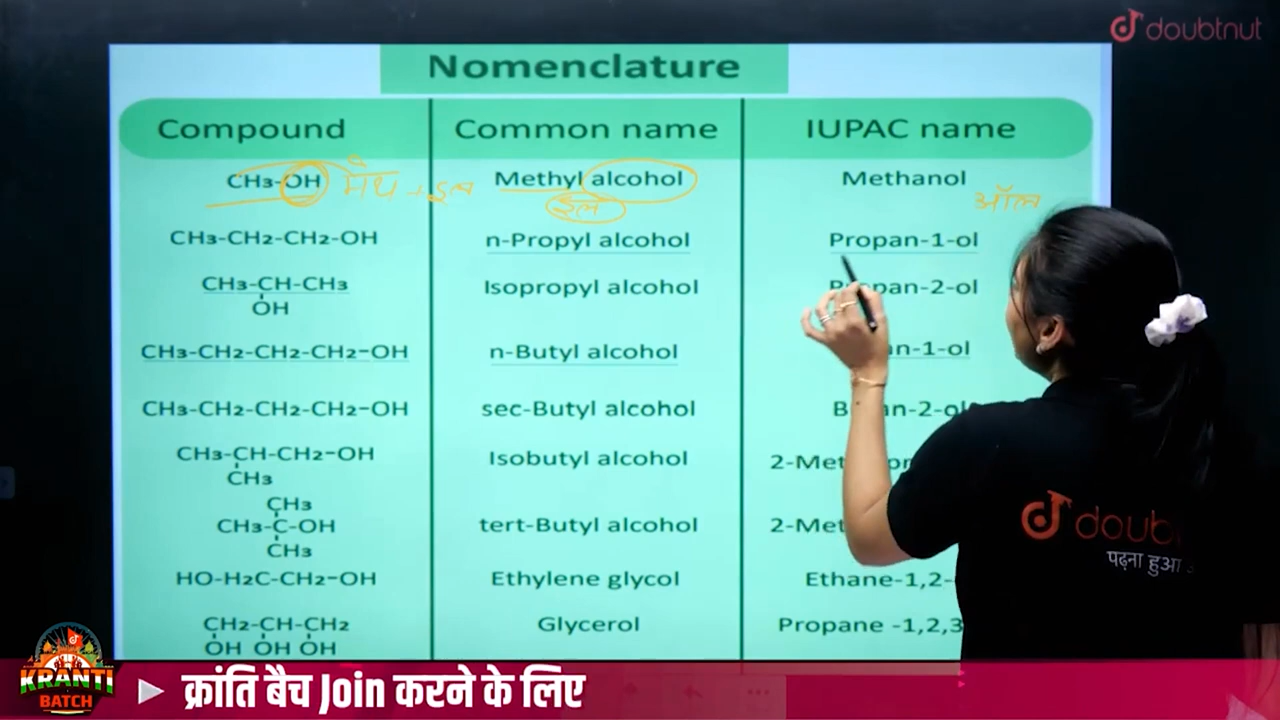 doubtnut
Nomenclature
Compound Common name IUPAC name
CH3-OH मेथ + इल Methyl alcohol Methanol
इल ऑल
CH3-CH2-CH2-OH n-Propyl alcohol Propan-1-ol
CH3-CH-CH3 Isopropyl alcohol Propan-2-ol
OH
CH3-CH2-CH2-CH2-OH n-Butyl alcohol an-1-ol
CH3-CH2-CH2-CH2-OH sec-Butyl alcohol B an-2-ol
CH3-CH-CH2-OH Isobutyl alcohol 2-Met
CH3
CH3
CH3-C-OH tert-Butyl alcohol 2-Met
CH3
HO-H2C-CH2-OH Ethylene glycol Ethane-1,2-
CH2-CH-CH2 Glycerol Propane -1,2,3
OH OH OH
doub
पढ़ना हुआ
KRANTI
BATCH
क्रांति बैच Join करने के लिए